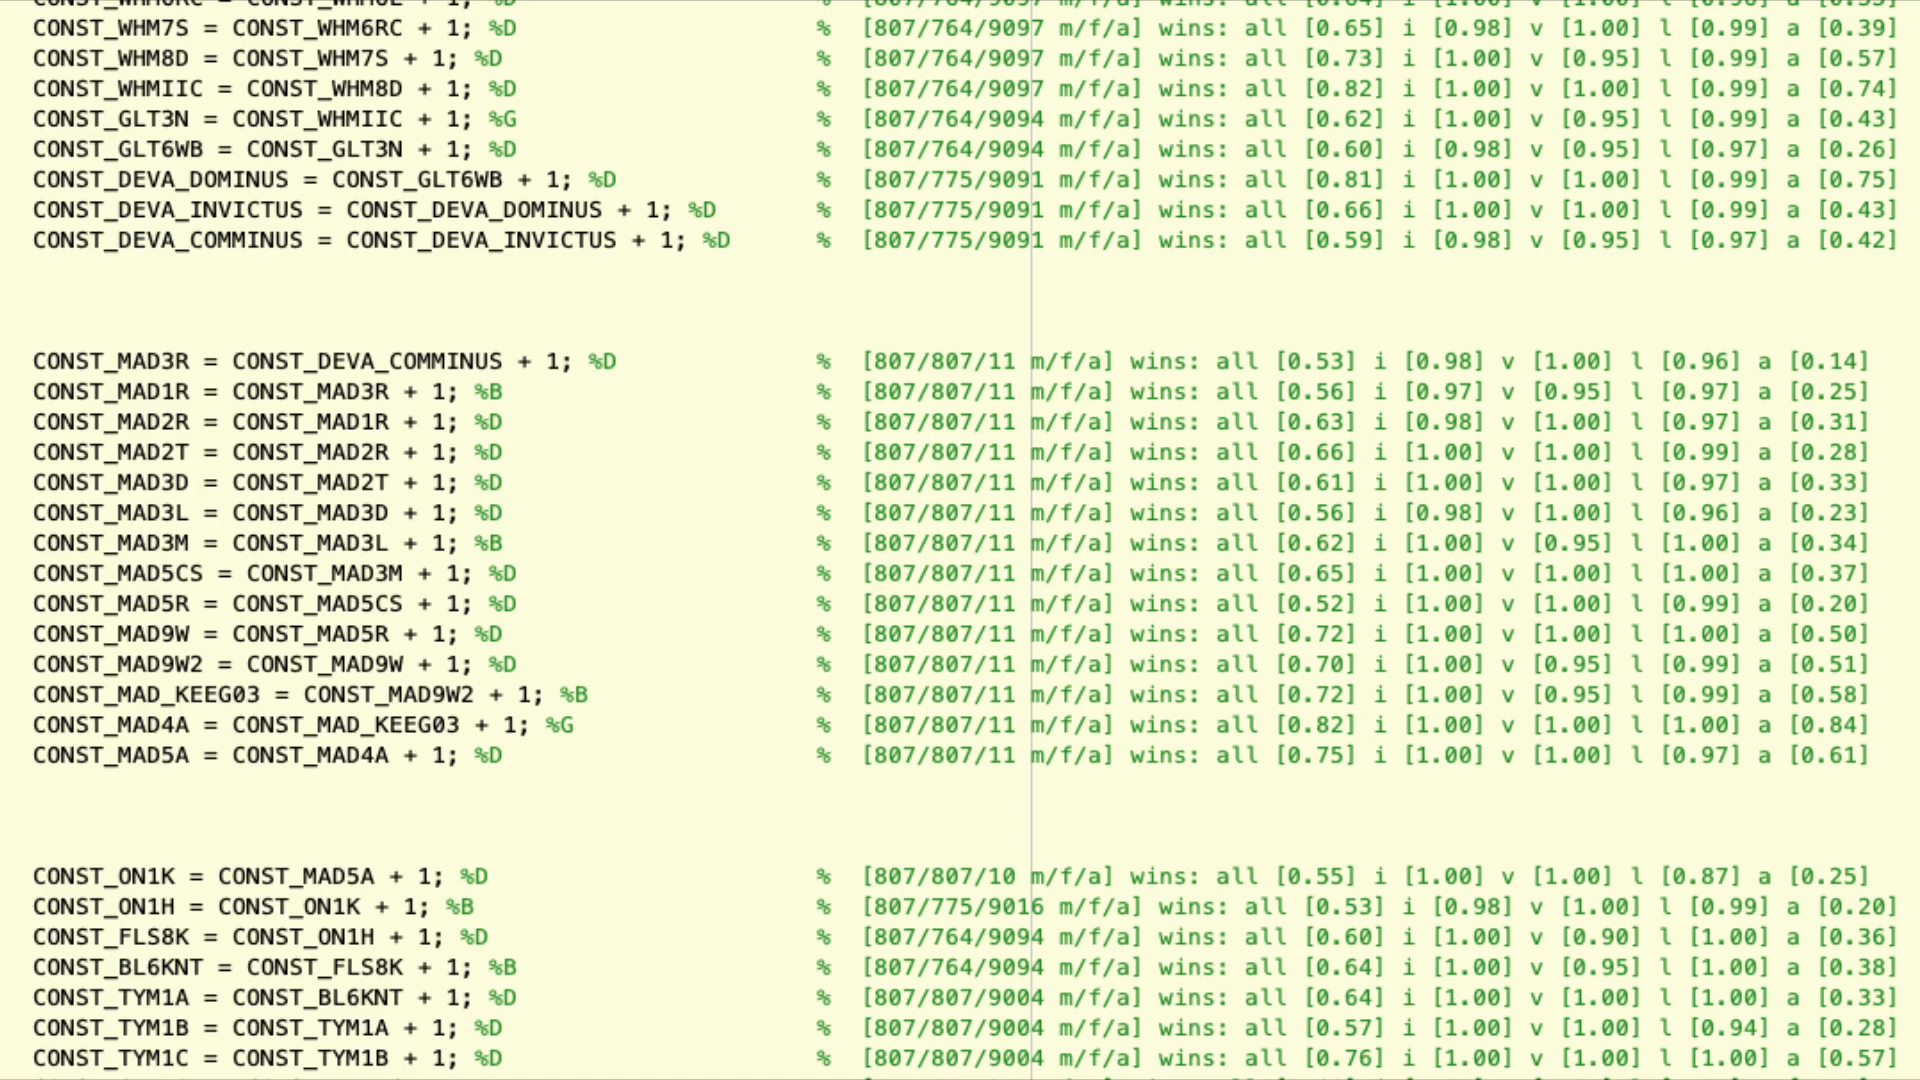 CONST_WHM7S = CONST_WHM6RC + 1; %D % [807/764/9097 m/f/a] wins: all [0.65] i [0.98] v [1.00] l [0.99] a [0.39]
CONST_WHM8D = CONST_WHM7S + 1; %D % [807/764/9097 m/f/a] wins: all [0.73] i [1.00] v [0.95] l [0.99] a [0.57]
CONST_WHMIIC = CONST_WHM8D + 1; %D % [807/764/9097 m/f/a] wins: all [0.82] i [1.00] v [1.00] l [0.99] a [0.74]
CONST_GLT3N = CONST_WHMIIC + 1; %G % [807/764/9094 m/f/a] wins: all [0.62] i [1.00] v [0.95] l [0.99] a [0.43]
CONST_GLT6WB = CONST_GLT3N + 1; %D % [807/764/9094 m/f/a] wins: all [0.60] i [0.98] v [0.95] l [0.97] a [0.26]
CONST_DEVA_DOMINUS = CONST_GLT6WB + 1; %D % [807/775/9091 m/f/a] wins: all [0.81] i [1.00] v [1.00] l [0.99] a [0.75]
CONST_DEVA_INVICTUS = CONST_DEVA_DOMINUS + 1; %D % [807/775/9091 m/f/a] wins: all [0.66] i [1.00] v [1.00] l [0.99] a [0.43]
CONST_DEVA_COMMINUS = CONST_DEVA_INVICTUS + 1; %D % [807/775/9091 m/f/a] wins: all [0.59] i [0.98] v [0.95] l [0.97] a [0.42]
CONST_MAD3R = CONST_DEVA_COMMINUS + 1; %D % [807/807/11 m/f/a] wins: all [0.53] i [0.98] v [1.00] l [0.96] a [0.14]
CONST_MAD1R = CONST_MAD3R + 1; %B % [807/807/11 m/f/a] wins: all [0.56] i [0.97] v [0.95] l [0.97] a [0.25]
CONST_MAD2R = CONST_MAD1R + 1; %D % [807/807/11 m/f/a] wins: all [0.63] i [0.98] v [1.00] l [0.97] a [0.31]
CONST_MAD2T = CONST_MAD2R + 1; %D % [807/807/11 m/f/a] wins: all [0.66] i [1.00] v [1.00] l [0.99] a [0.28]
CONST_MAD3D = CONST_MAD2T + 1; %D % [807/807/11 m/f/a] wins: all [0.61] i [1.00] v [1.00] l [0.97] a [0.33]
CONST_MAD3L = CONST_MAD3D + 1; %D % [807/807/11 m/f/a] wins: all [0.56] i [0.98] v [1.00] l [0.96] a [0.23]
CONST_MAD3M = CONST_MAD3L + 1; %B % [807/807/11 m/f/a] wins: all [0.62] i [1.00] v [0.95] l [1.00] a [0.34]
CONST_MAD5CS = CONST_MAD3M + 1; %D % [807/807/11 m/f/a] wins: all [0.65] i [1.00] v [1.00] l [1.00] a [0.37]
CONST_MAD5R = CONST_MAD5CS + 1; %D % [807/807/11 m/f/a] wins: all [0.52] i [1.00] v [1.00] l [0.99] a [0.20]
CONST_MAD9W = CONST_MAD5R + 1; %D % [807/807/11 m/f/a] wins: all [0.72] i [1.00] v [1.00] l [1.00] a [0.50]
CONST_MAD9W2 = CONST_MAD9W + 1; %D % [807/807/11 m/f/a] wins: all [0.70] i [1.00] v [0.95] l [0.99] a [0.51]
CONST_MAD_KEEG03 = CONST_MAD9W2 + 1; %B % [807/807/11 m/f/a] wins: all [0.72] i [1.00] v [0.95] l [0.99] a [0.58]
CONST_MAD4A = CONST_MAD_KEEG03 + 1; %G % [807/807/11 m/f/a] wins: all [0.82] i [1.00] v [1.00] l [1.00] a [0.84]
CONST_MAD5A = CONST_MAD4A + 1; %D % [807/807/11 m/f/a] wins: all [0.75] i [1.00] v [1.00] l [0.97] a [0.61]
CONST_ON1K = CONST_MAD5A + 1; %D % [807/807/10 m/f/a] wins: all [0.55] i [1.00] v [1.00] l [0.87] a [0.25]
CONST_ON1H = CONST_ON1K + 1; %B % [807/775/9016 m/f/a] wins: all [0.53] i [0.98] v [1.00] l [0.99] a [0.20]
CONST_FLS8K = CONST_ON1H + 1; %D % [807/764/9094 m/f/a] wins: all [0.60] i [1.00] v [0.90] l [1.00] a [0.36]
CONST_BL6KNT = CONST_FLS8K + 1; %B % [807/764/9094 m/f/a] wins: all [0.64] i [1.00] v [0.95] l [1.00] a [0.38]
CONST_TYM1A = CONST_BL6KNT + 1; %D % [807/807/9004 m/f/a] wins: all [0.64] i [1.00] v [1.00] l [1.00] a [0.33]
CONST_TYM1B = CONST_TYM1A + 1; %D % [807/807/9004 m/f/a] wins: all [0.57] i [1.00] v [1.00] l [0.94] a [0.28]
CONST_TYM1C = CONST_TYM1B + 1; %D % [807/807/9004 m/f/a] wins: all [0.76] i [1.00] v [1.00] l [1.00] a [0.57]